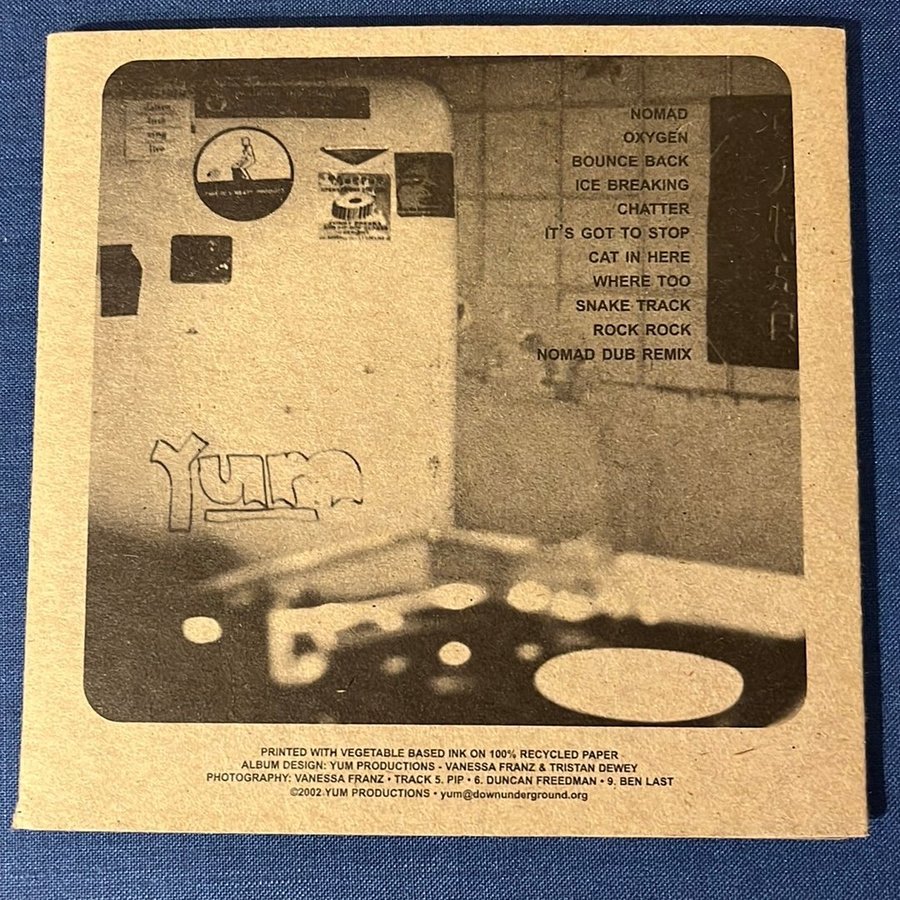 NOMAD
OXYGEN
BOUNCE BACK
ICE BREAKING
CHATTER
IT'S GOT TO STOP
CAT IN HERE
WHERE TOO
SNAKE TRACK
ROCK ROCK
NOMAD DUB REMIX
Yum
PRINTED WITH VEGETABLE BASED INK ON 100% RECYCLED PAPER
ALBUM DESIGN: YUM PRODUCTIONS - VANESSA FRANZ & TRISTAN DEWEY
PHOTOGRAPHY: VANESSA FRANZ • TRACK 5. PIP • 6. DUNCAN FREEDMAN • 9. BEN LAST
©2002 YUM PRODUCTIONS • yum@downunderground.org